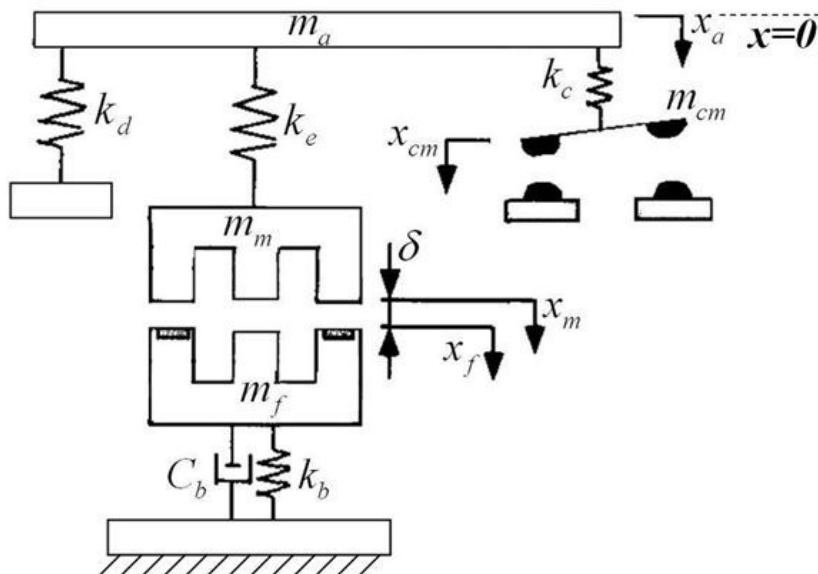 m_a
x_a
x=0
k_d
k_e
k_c
m_cm
x_cm
m_m
δ
x_m
x_f
m_f
C_b
k_b